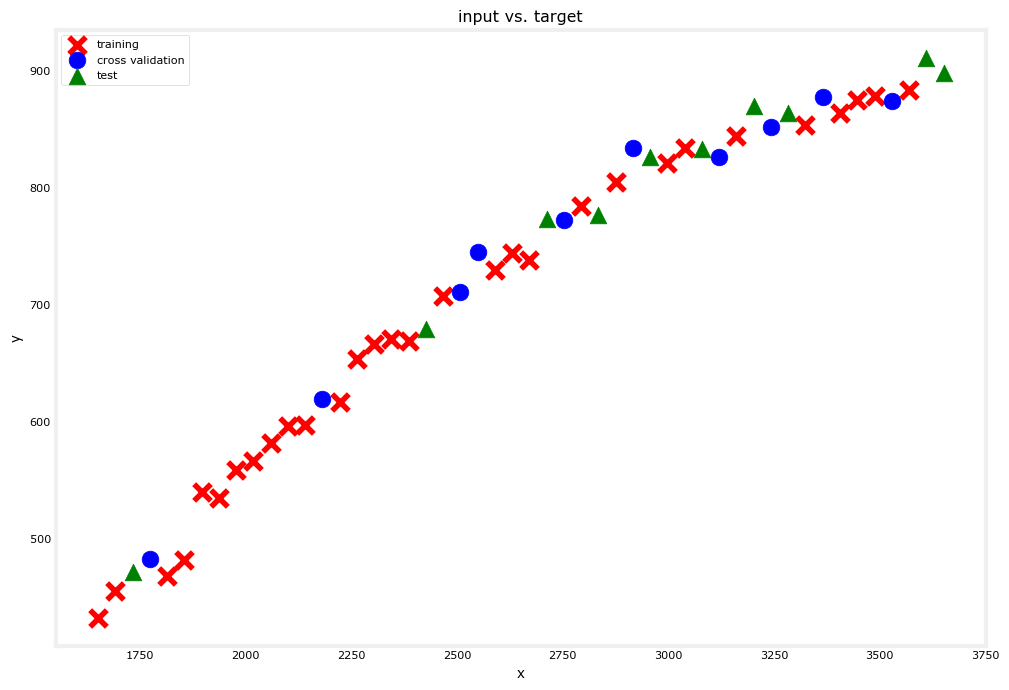 input vs. target
training
cross validation
test
900
800
700
600
500
y
1750 2000 2250 2500 2750 3000 3250 3500 3750
x